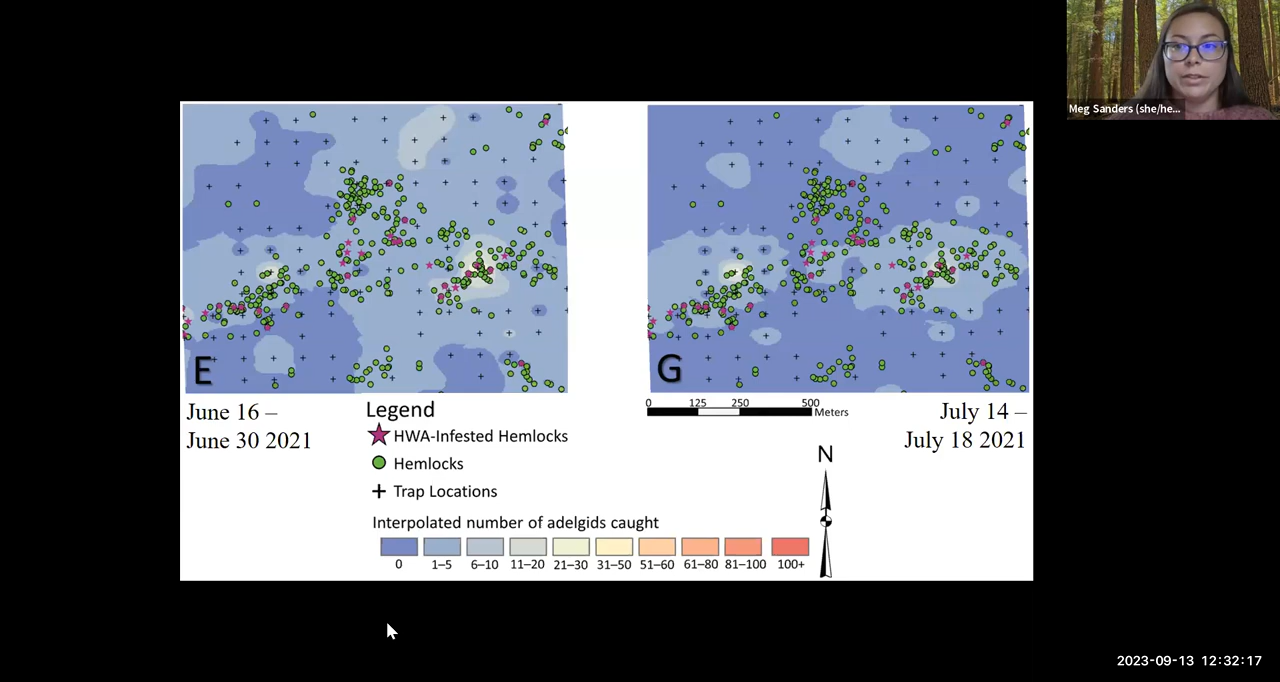 Meg Sanders (she/he...
E
G
June 16 –
June 30 2021
Legend
HWA-Infested Hemlocks
Hemlocks
Trap Locations
Interpolated number of adelgids caught
0 1–5 6–10 11–20 21–30 31–50 51–60 61–80 81–100 100+
0 125 250 500
Meters
July 14 –
July 18 2021
N
2023-09-13 12:32:17